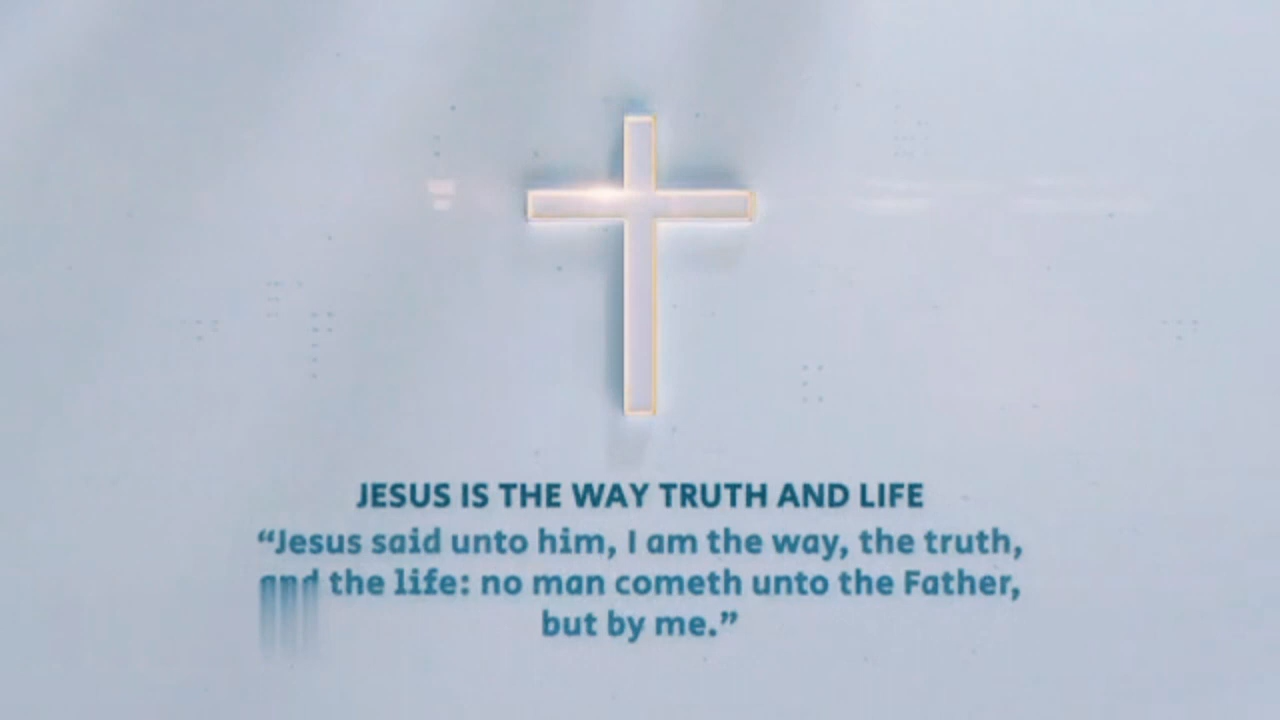 JESUS IS THE WAY TRUTH AND LIFE
“Jesus said unto him, I am the way, the truth,
and the life: no man cometh unto the Father,
but by me.”